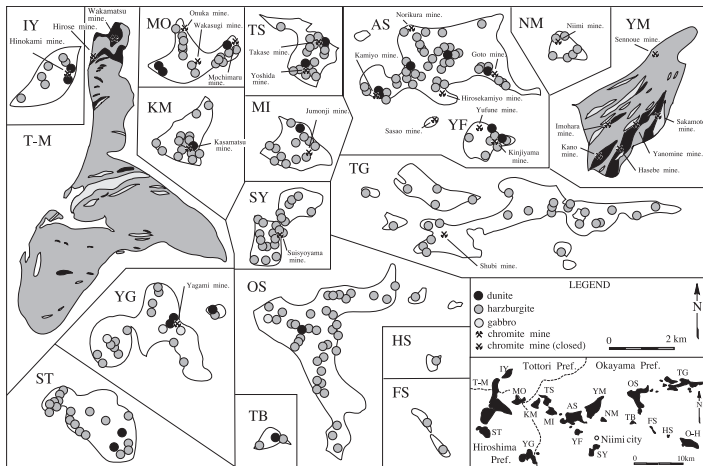 IY
Wakamatsu
mine.
Hirose mine.
Hinokami mine.
T-M
MO
Onuka mine.
Wakasugi mine.
Mochimaru mine.
TS
Takase mine.
Yoshida
mine.
AS
Norikura mine.
Kamiyo mine.
Goto mine.
Hirosekamiyo mine.
Sasao mine.
NM
Niimi mine.
YM
Sennoue mine.
Imohara mine.
Kano mine.
Sakamoto
mine.
Yanomine mine.
Hasebe mine.
KM
Kasamatsu
mine.
MI
Jumonji mine.
YF
Yufune mine.
Kinjiyama
mine.
SY
Suisyoyama
mine.
TG
Shubi mine.
YG
Yagami mine.
OS
HS
FS
TB
ST
LEGEND
dunite
harzburgite
gabbro
chromite mine
chromite mine (closed)
N
0 2 km
Tottori Pref.
Okayama Pref.
Hiroshima
Pref.
IY
T-M
MO
TS
KM
MI
AS
YM
NM
YF
Niimi city
SY
YG
ST
OS
TG
TB
FS
HS
O-H
N
0 10km